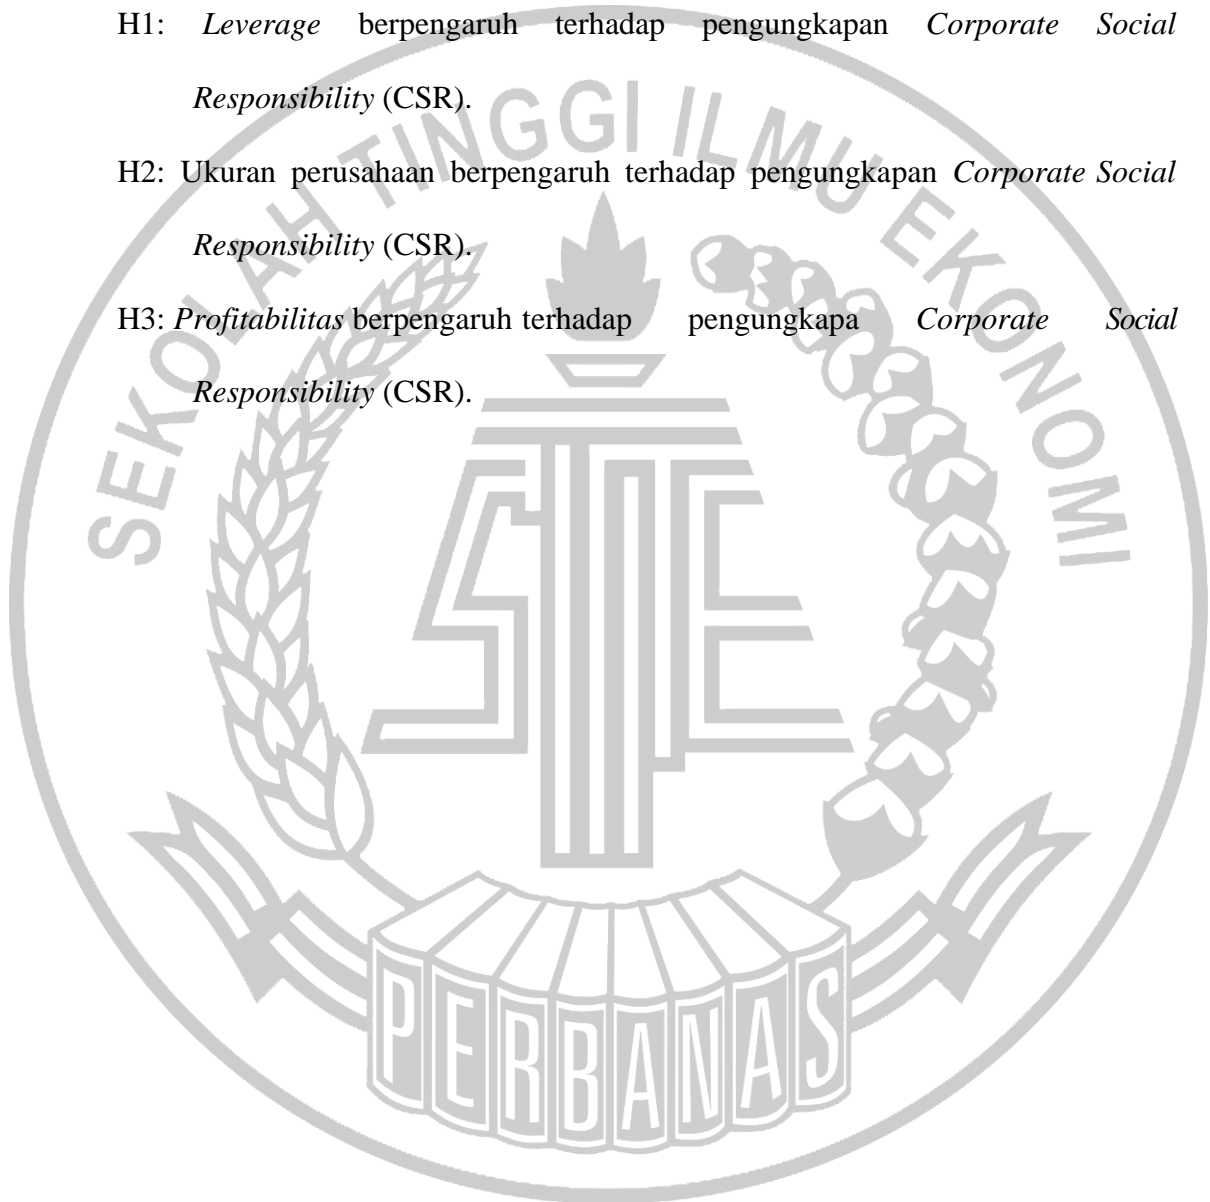 H1: Leverage berpengaruh terhadap pengungkapan Corporate Social
Responsibility (CSR).
H2: Ukuran perusahaan berpengaruh terhadap pengungkapan Corporate Social
Responsibility (CSR).
H3: Profitabilitas berpengaruh terhadap pengungkapa Corporate Social
Responsibility (CSR).
SEKOLAH TINGGI ILMU EKONOMI
STIE
PERBANAS